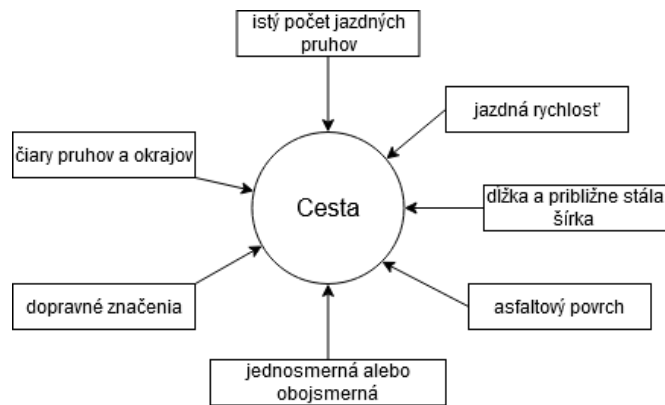 istý počet jazdných
pruhov
jazdná rychlosť
čiary pruhov a okrajov
Cesta
dĺžka a približne stála
šírka
dopravné značenia
asfaltový povrch
jednosmerná alebo
obojsmerná